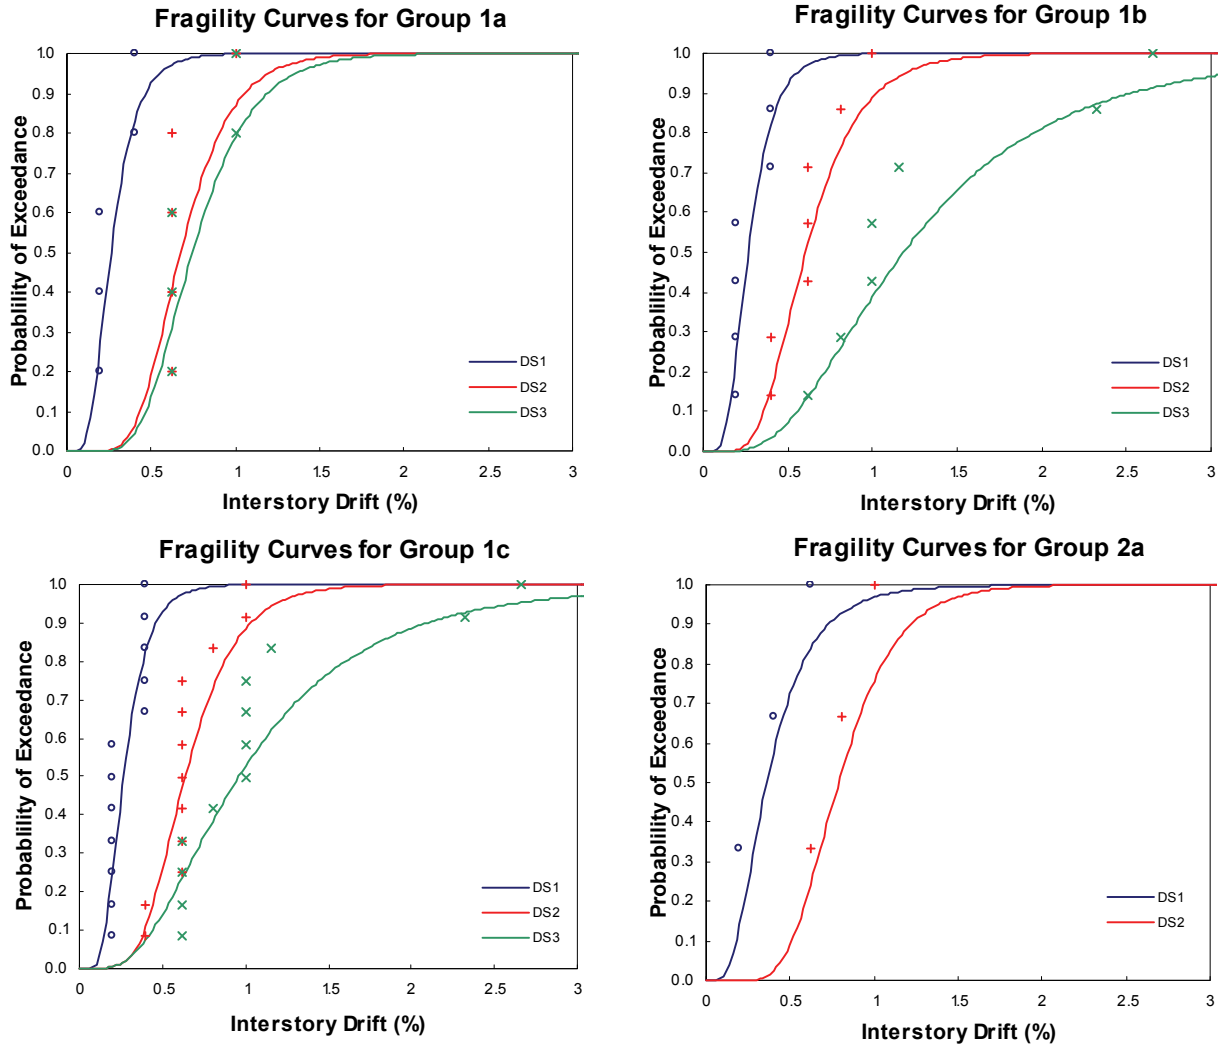 Fragility Curves for Group 1a
Probablility of Exceedance
1.0
0.9
0.8
0.7
0.6
0.5
0.4
0.3
0.2
0.1
0.0
DS1
DS2
DS3
0 0.5 1 1.5 2 2.5 3
Interstory Drift (%)
Fragility Curves for Group 1b
Probablility of Exceedance
1.0
0.9
0.8
0.7
0.6
0.5
0.4
0.3
0.2
0.1
0.0
DS1
DS2
DS3
0 0.5 1 1.5 2 2.5 3
Interstory Drift (%)
Fragility Curves for Group 1c
Probablility of Exceedance
1.0
0.9
0.8
0.7
0.6
0.5
0.4
0.3
0.2
0.1
0.0
DS1
DS2
DS3
0 0.5 1 1.5 2 2.5 3
Interstory Drift (%)
Fragility Curves for Group 2a
Probablility of Exceedance
1.0
0.9
0.8
0.7
0.6
0.5
0.4
0.3
0.2
0.1
0.0
DS1
DS2
0 0.5 1 1.5 2 2.5 3
Interstory Drift (%)